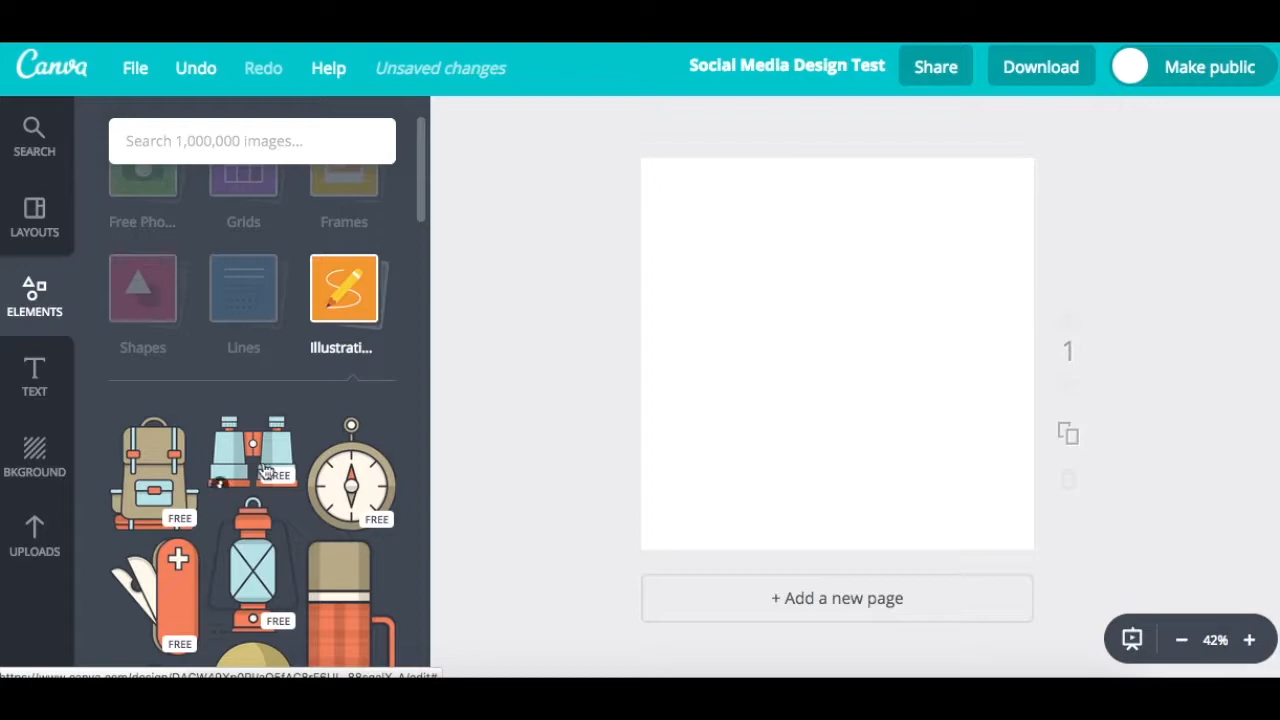 Canva File Undo Redo Help Unsaved changes Social Media Design Test Share Download Make public
SEARCH
LAYOUTS
ELEMENTS
TEXT
BKGROUND
UPLOADS
Search 1,000,000 images...
Free Pho... Grids Frames
Shapes Lines Illustrati...
FREE
FREE
FREE
FREE
FREE
1
+ Add a new page
42%